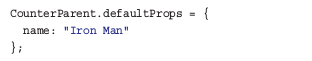 CounterParent.defaultProps = {
  name: "Iron Man"
};